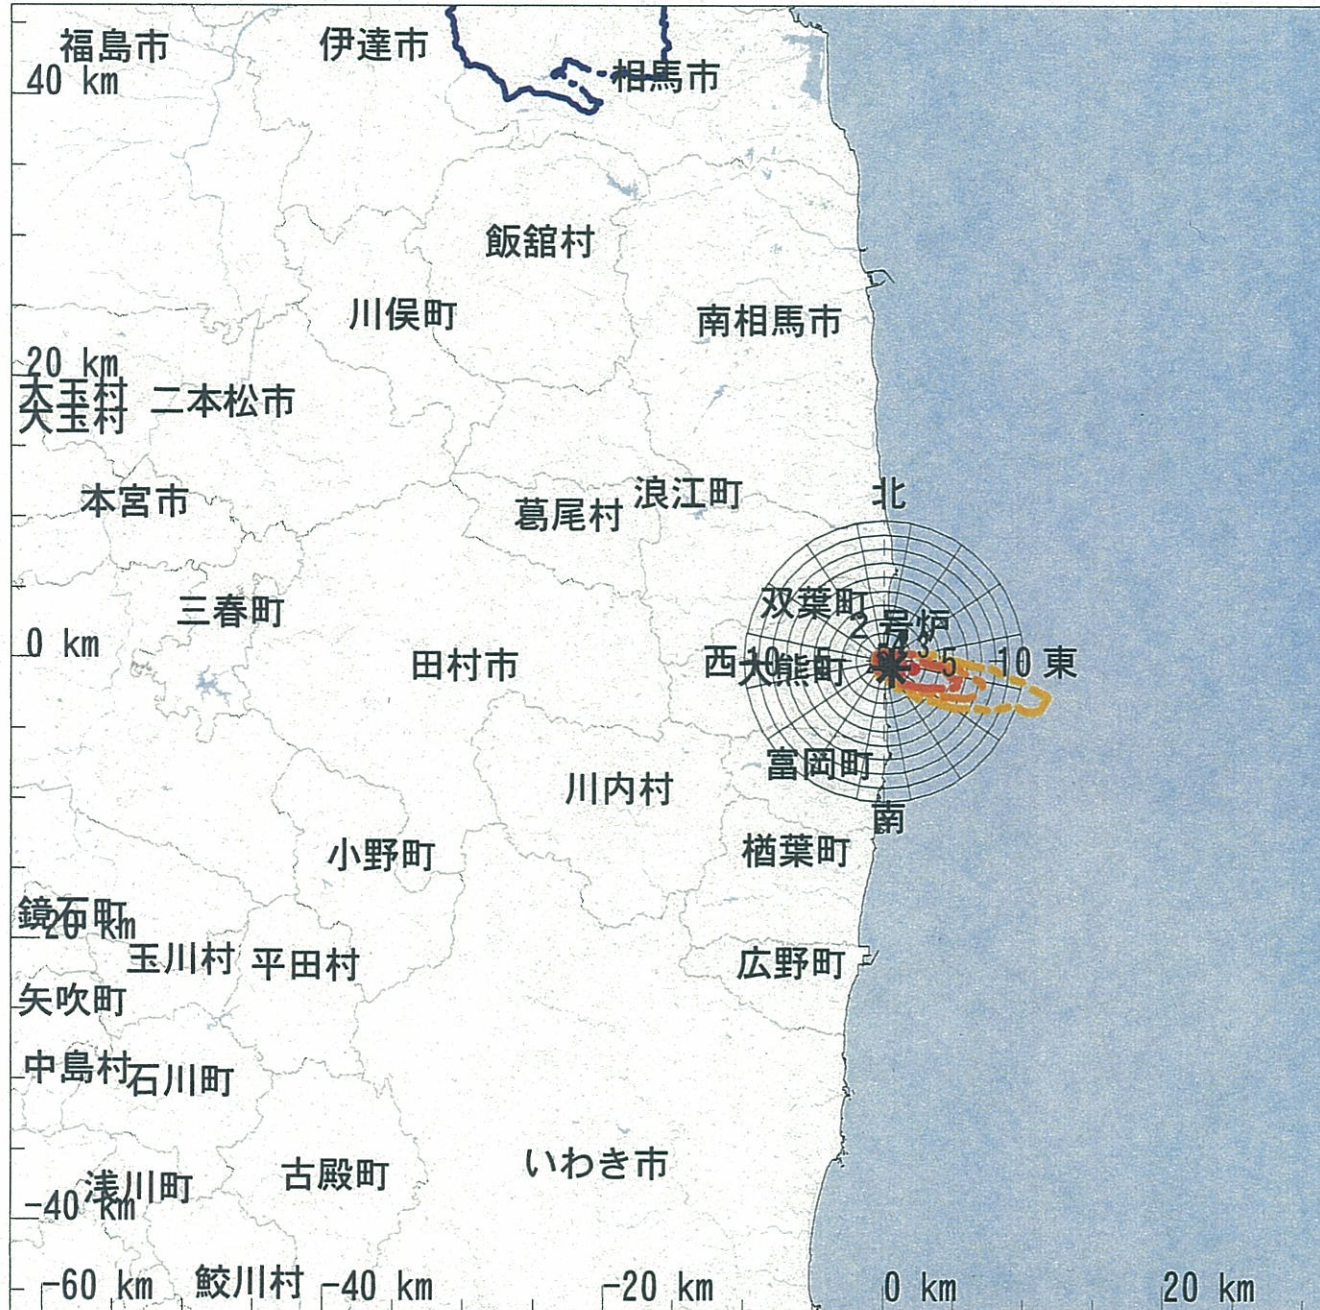 福島市
伊達市
40 km
相馬市
飯舘村
川俣町
南相馬市
20 km
大玉村
二本松市
大玉村
本宮市
葛尾村
浪江町
北
三春町
双葉町
2号炉
0 km
田村市
西
10
5
大熊町
5
10
東
富岡町
川内村
南
小野町
楢葉町
鏡石町
-20 km
玉川村
平田村
広野町
矢吹町
中島村
石川町
いわき市
古殿町
浅川町
-40 km
-60 km
鮫川村
-40 km
-20 km
0 km
20 km